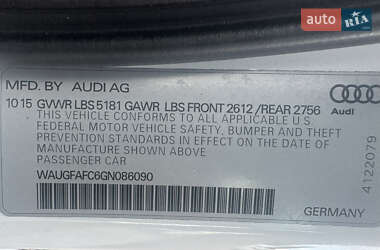 auto.RIA.com
MFD. BY AUDI AG
10 15 GVWR LBS 5181 GAWR LBS FRONT 2612 /REAR 2756
THIS VEHICLE CONFORMS TO ALL APPLICABLE U.S
FEDERAL MOTOR VEHICLE SAFETY, BUMPER AND THEFT
PREVENTION STANDARDS IN EFFECT ON THE DATE OF
MANUFACTURE SHOWN ABOVE
PASSENGER CAR
WAUGFAFC6GN086090
Audi
4122079
GERMANY